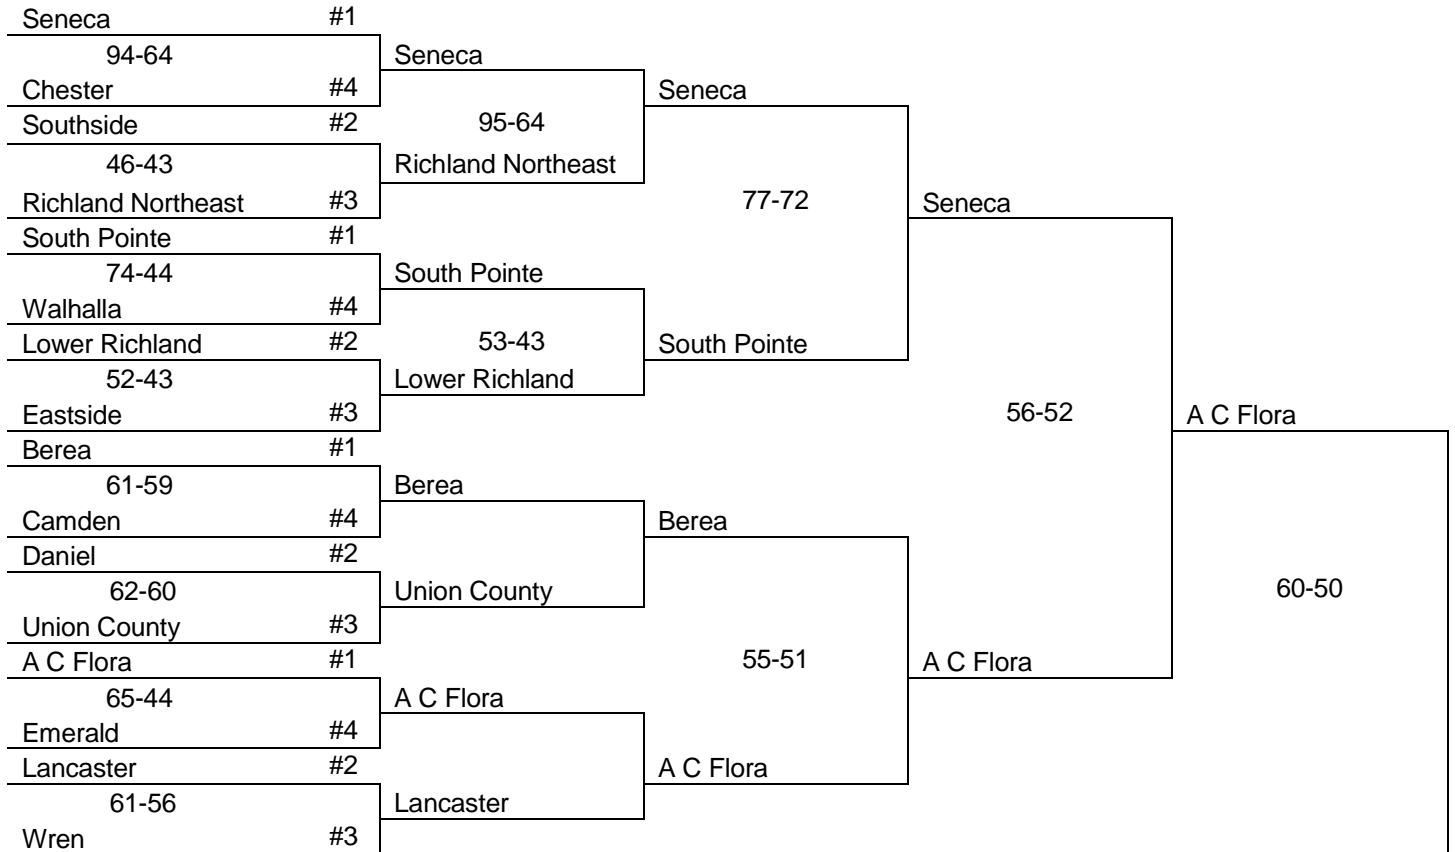 Seneca #1
94-64
Chester #4
Southside #2
46-43
Richland Northeast #3
South Pointe #1
74-44
Walhalla #4
Lower Richland #2
52-43
Eastside #3
Berea #1
61-59
Camden #4
Daniel #2
62-60
Union County #3
A C Flora #1
65-44
Emerald #4
Lancaster #2
61-56
Wren #3
Seneca
95-64
Richland Northeast
South Pointe
53-43
Lower Richland
Berea
Union County
A C Flora
Lancaster
Seneca
77-72
South Pointe
Berea
55-51
A C Flora
Seneca
56-52
A C Flora
A C Flora
60-50